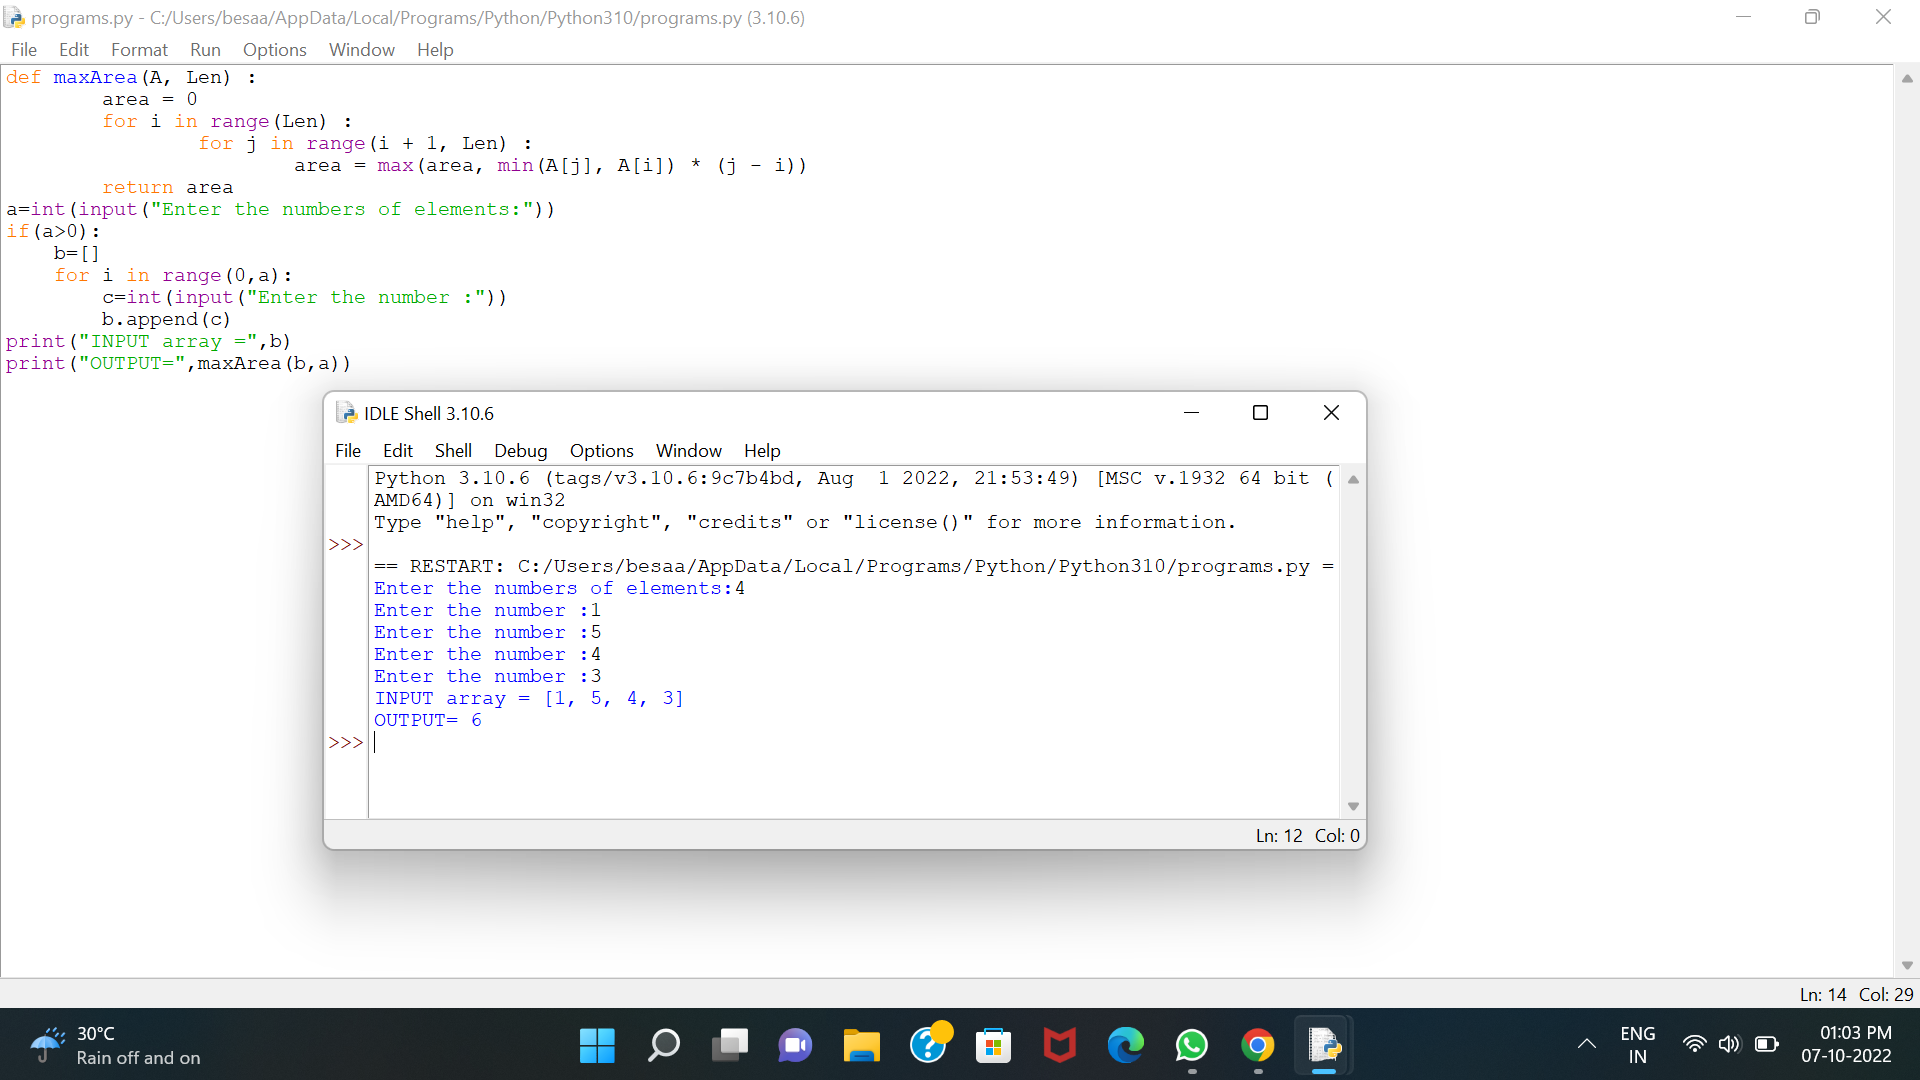 programs.py - C:/Users/besaa/AppData/Local/Programs/Python/Python310/programs.py (3.10.6)
File Edit Format Run Options Window Help
def maxArea(A, Len) :
        area = 0
        for i in range(Len) :
                for j in range(i + 1, Len) :
                        area = max(area, min(A[j], A[i]) * (j - i))
        return area
a=int(input("Enter the numbers of elements:"))
if(a>0):
    b=[]
    for i in range(0,a):
        c=int(input("Enter the number :"))
        b.append(c)
print("INPUT array =",b)
print("OUTPUT=",maxArea(b,a))
IDLE Shell 3.10.6
File Edit Shell Debug Options Window Help
Python 3.10.6 (tags/v3.10.6:9c7b4bd, Aug  1 2022, 21:53:49) [MSC v.1932 64 bit (
AMD64)] on win32
Type "help", "copyright", "credits" or "license()" for more information.
>>>
== RESTART: C:/Users/besaa/AppData/Local/Programs/Python/Python310/programs.py =
Enter the numbers of elements:4
Enter the number :1
Enter the number :5
Enter the number :4
Enter the number :3
INPUT array = [1, 5, 4, 3]
OUTPUT= 6
>>>
Ln: 12 Col: 0
Ln: 14 Col: 29
30°C
Rain off and on
ENG
IN
01:03 PM
07-10-2022